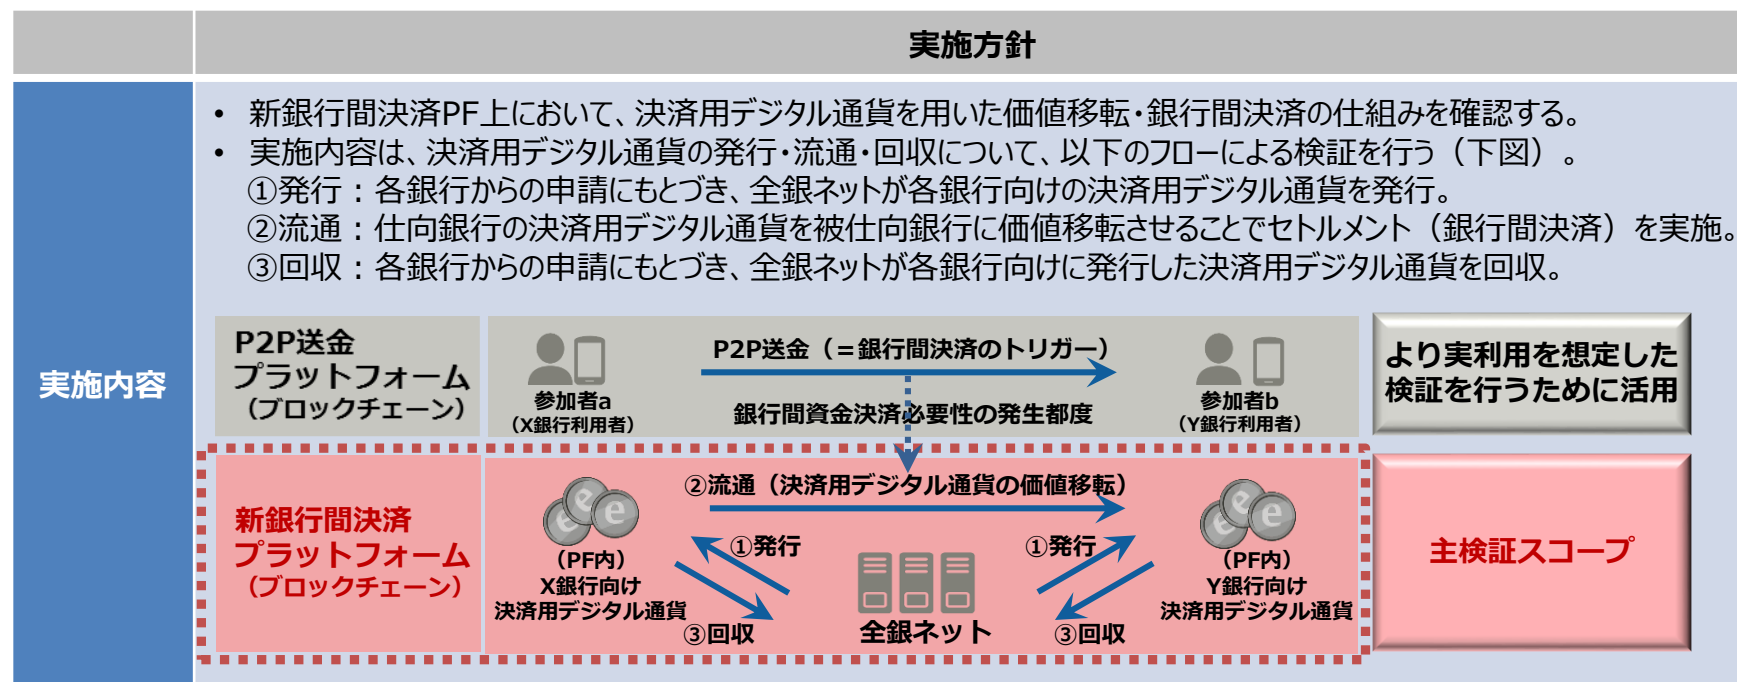 実施方針
実施内容
• 新銀行間決済PF上において、決済用デジタル通貨を用いた価値移転・銀行間決済の仕組みを確認する。
• 実施内容は、決済用デジタル通貨の発行・流通・回収について、以下のフローによる検証を行う（下図）。
①発行：各銀行からの申請にもとづき、全銀ネットが各銀行向けの決済用デジタル通貨を発行。
②流通：仕向銀行の決済用デジタル通貨を被仕向銀行に価値移転させることでセトルメント（銀行間決済）を実施。
③回収：各銀行からの申請にもとづき、全銀ネットが各銀行向けに発行した決済用デジタル通貨を回収。
P2P送金
プラットフォーム
（ブロックチェーン）
参加者a
（X銀行利用者）
P2P送金（＝銀行間決済のトリガー）
銀行間資金決済必要性の発生都度
参加者b
（Y銀行利用者）
より実利用を想定した
検証を行うために活用
新銀行間決済
プラットフォーム
（ブロックチェーン）
②流通（決済用デジタル通貨の価値移転）
e e e
（PF内）
X銀行向け
決済用デジタル通貨
①発行
③回収
全銀ネット
①発行
③回収
e e e
（PF内）
Y銀行向け
決済用デジタル通貨
主検証スコープ